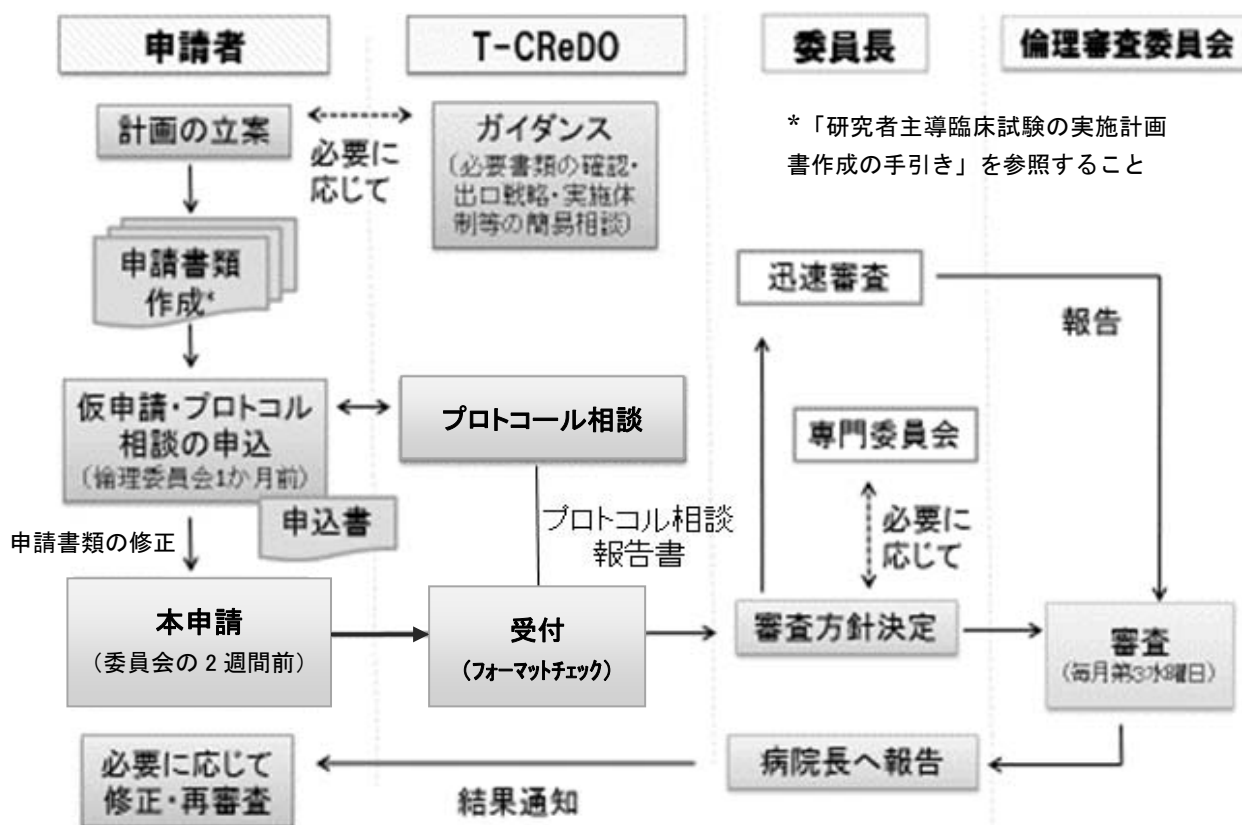 申請者
T-CReDO
委員長
倫理審査委員会
計画の立案
必要に
応じて
ガイダンス
(必要書類の確認・
出口戦略・実施体
制等の簡易相談)
*「研究者主導臨床試験の実施計画
書作成の手引き」を参照すること
申請書類
作成*
迅速審査
報告
仮申請・プロトコル
相談の申込
(倫理委員会1か月前)
申込書
プロトコール相談
専門委員会
必要に
応じて
プロトコル相談
報告書
申請書類の修正
本申請
(委員会の2週間前)
受付
(フォーマットチェック)
審査方針決定
審査
(毎月第3水曜日)
必要に応じて
修正・再審査
結果通知
病院長へ報告